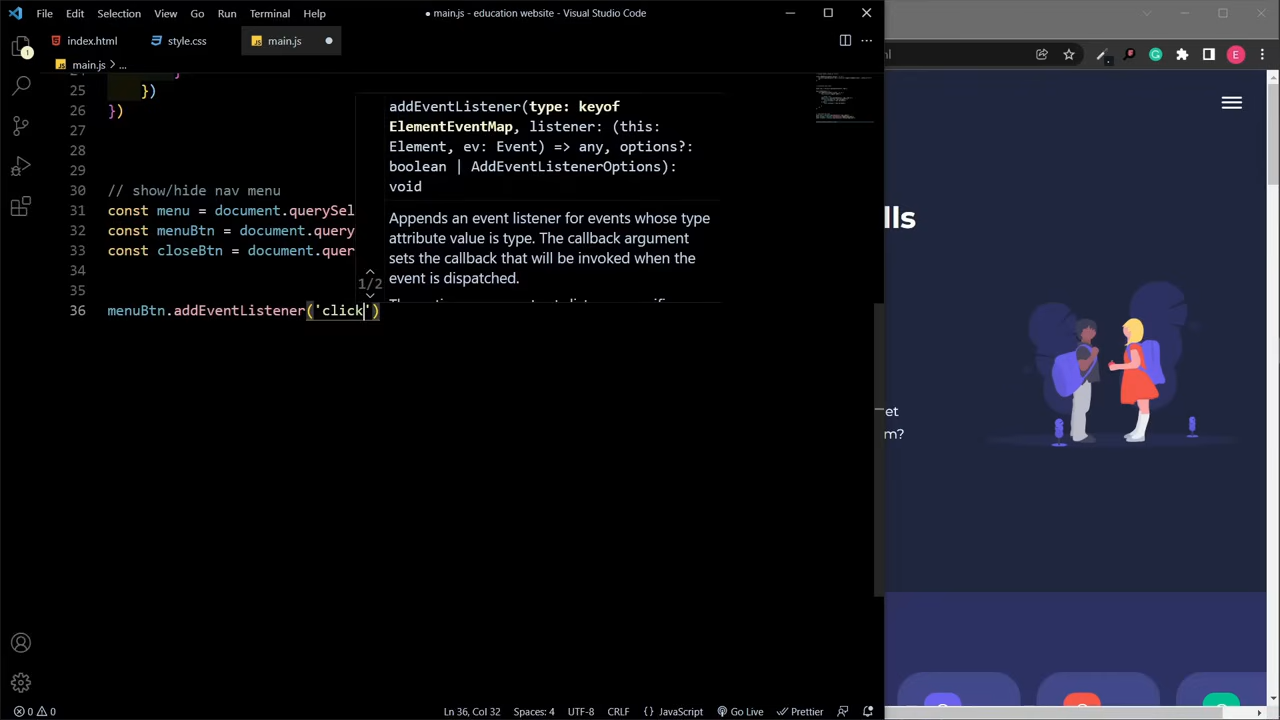 File Edit Selection View Go Run Terminal Help
● main.js - education website - Visual Studio Code
index.html style.css JS main.js ●
JS main.js > ...
25 })
26 })
27
28
29
30 // show/hide nav menu
31 const menu = document.querySel
32 const menuBtn = document.query
33 const closeBtn = document.quer
34
35
36 menuBtn.addEventListener('click')
addEventListener(type: keyof
ElementEventMap, listener: (this:
Element, ev: Event) => any, options?:
boolean | AddEventListenerOptions):
void
Appends an event listener for events whose type
attribute value is type. The callback argument
sets the callback that will be invoked when the
event is dispatched.
1/2
1
0 0
Ln 36, Col 32 Spaces: 4 UTF-8 CRLF {} JavaScript Go Live Prettier
E
lls
et
m?